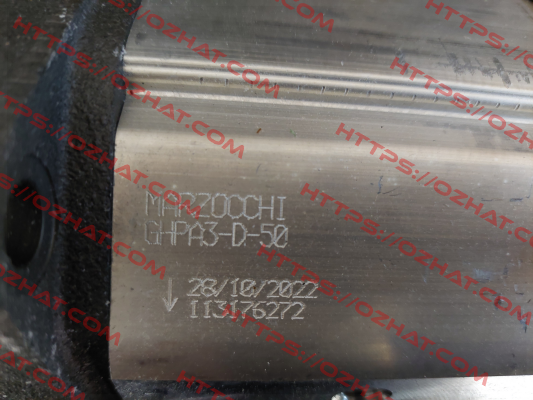 MARZOCCHI
GHPA3-D-50
↓ 28/10/2022
113176272
HTTPS://OZHAT.COM